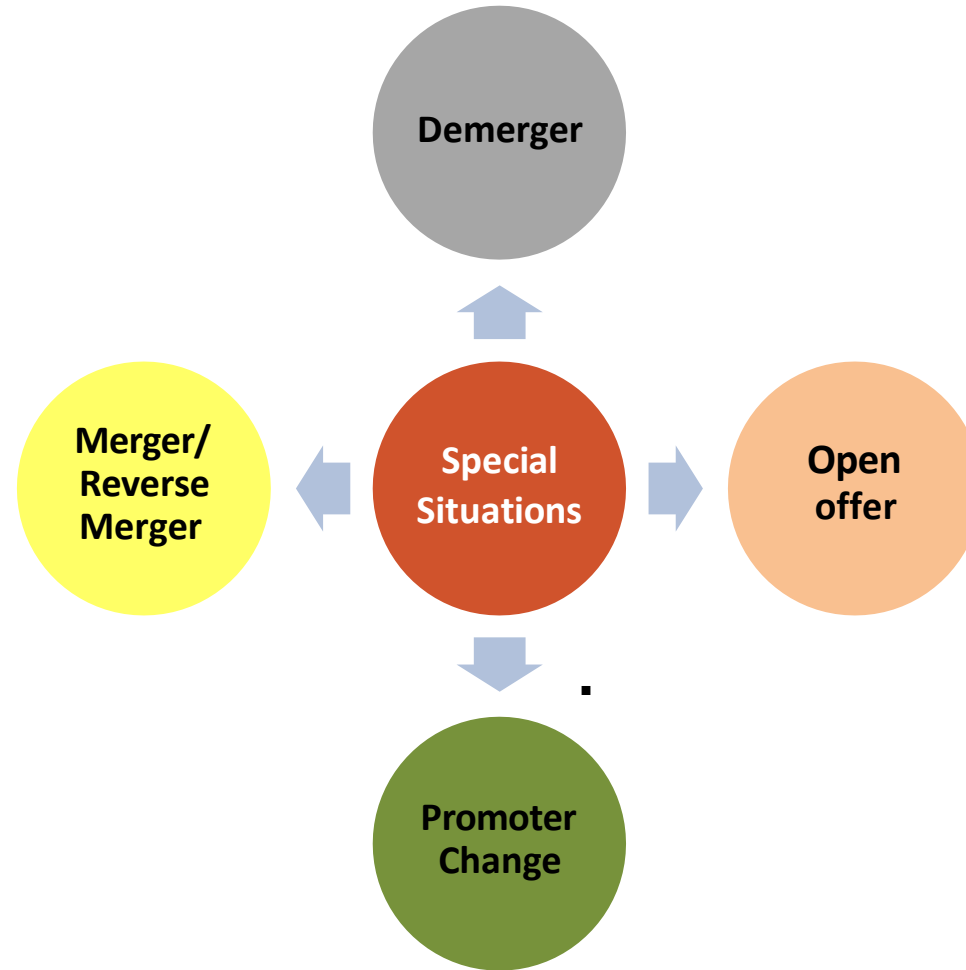 Demerger
Merger/
Reverse
Merger
Special
Situations
Open
offer
.
Promoter
Change